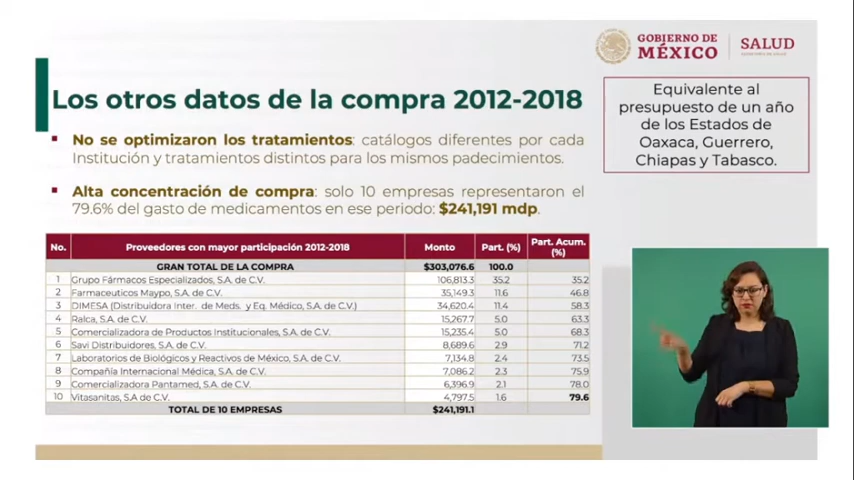 GOBIERNO DE
MÉXICO
SALUD
SECRETARÍA DE SALUD
Los otros datos de la compra 2012-2018
Equivalente al
presupuesto de un año
de los Estados de
Oaxaca, Guerrero,
Chiapas y Tabasco.
▪ No se optimizaron los tratamientos: catálogos diferentes por cada
Institución y tratamientos distintos para los mismos padecimientos.
▪ Alta concentración de compra: solo 10 empresas representaron el
79.6% del gasto de medicamentos en ese periodo: $241,191 mdp.
No. Proveedores con mayor participación 2012-2018 Monto Part. (%) Part. Acum. (%)
GRAN TOTAL DE LA COMPRA $303,076.6 100.0
1 Grupo Fármacos Especializados, S.A. de C.V. 106,813.3 35.2 35.2
2 Farmaceuticos Maypo, S.A. de C.V. 35,149.3 11.6 46.8
3 DIMESA (Distribuidora Inter. de Meds. y Eq. Médico, S.A. de C.V.) 34,620.4 11.4 58.3
4 Ralca, S.A. de C.V. 15,267.7 5.0 63.3
5 Comercializadora de Productos Institucionales, S.A. de C.V. 15,235.4 5.0 68.3
6 Savi Distribuidores, S.A. de C.V. 8,689.6 2.9 71.2
7 Laboratorios de Biológicos y Reactivos de México, S.A. de C.V. 7,134.8 2.4 73.5
8 Compañía Internacional Médica, S.A. de C.V. 7,086.2 2.3 75.9
9 Comercializadora Pantamed, S.A. de C.V. 6,396.9 2.1 78.0
10 Vitasanitas, S.A de C.V. 4,797.5 1.6 79.6
TOTAL DE 10 EMPRESAS $241,191.1